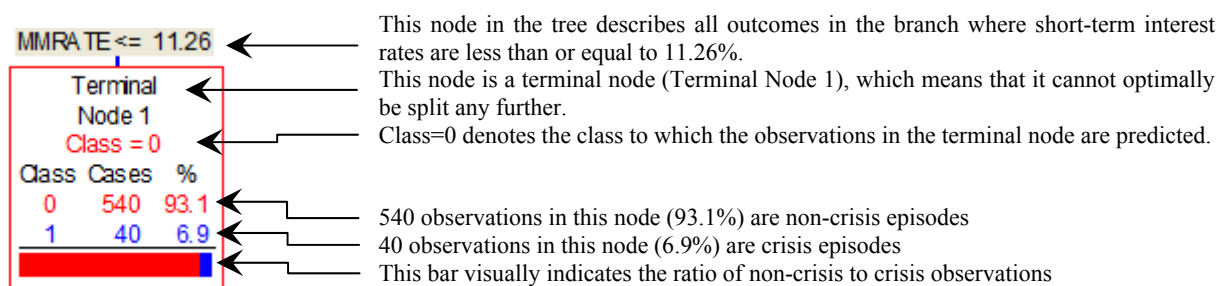 MMRATE <= 11.26
Terminal
Node 1
Class = 0
Class Cases %
0 540 93.1
1 40 6.9
This node in the tree describes all outcomes in the branch where short-term interest
rates are less than or equal to 11.26%.
This node is a terminal node (Terminal Node 1), which means that it cannot optimally
be split any further.
Class=0 denotes the class to which the observations in the terminal node are predicted.
540 observations in this node (93.1%) are non-crisis episodes
40 observations in this node (6.9%) are crisis episodes
This bar visually indicates the ratio of non-crisis to crisis observations